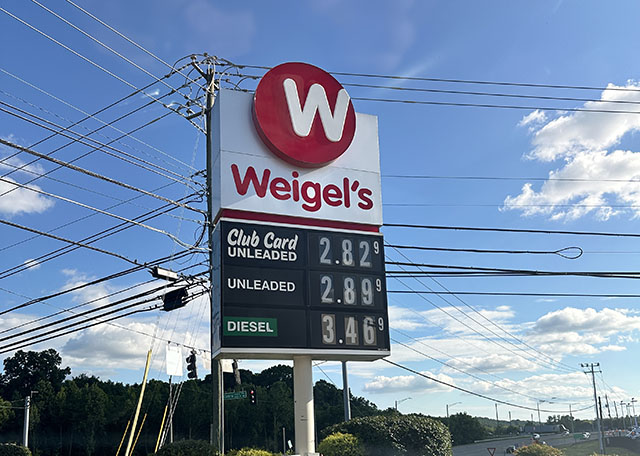 W
Weigel's
Club Card
UNLEADED 2.82 9
UNLEADED 2.89 9
DIESEL 3.46 9